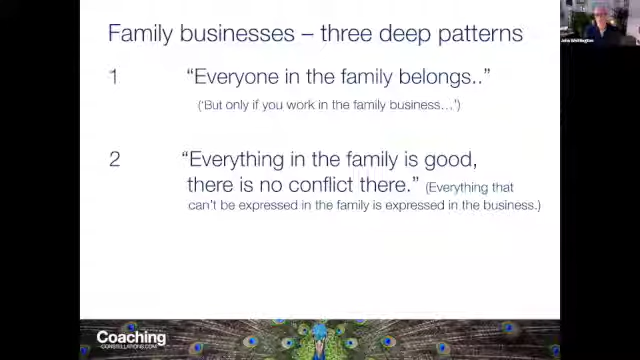 Family businesses – three deep patterns
1 “Everyone in the family belongs..”
(‘But only if you work in the family business…’)
2 “Everything in the family is good,
there is no conflict there.” (Everything that
can’t be expressed in the family is expressed in the business.)
Coaching
CONSTELLATIONS.COM
John Whittington